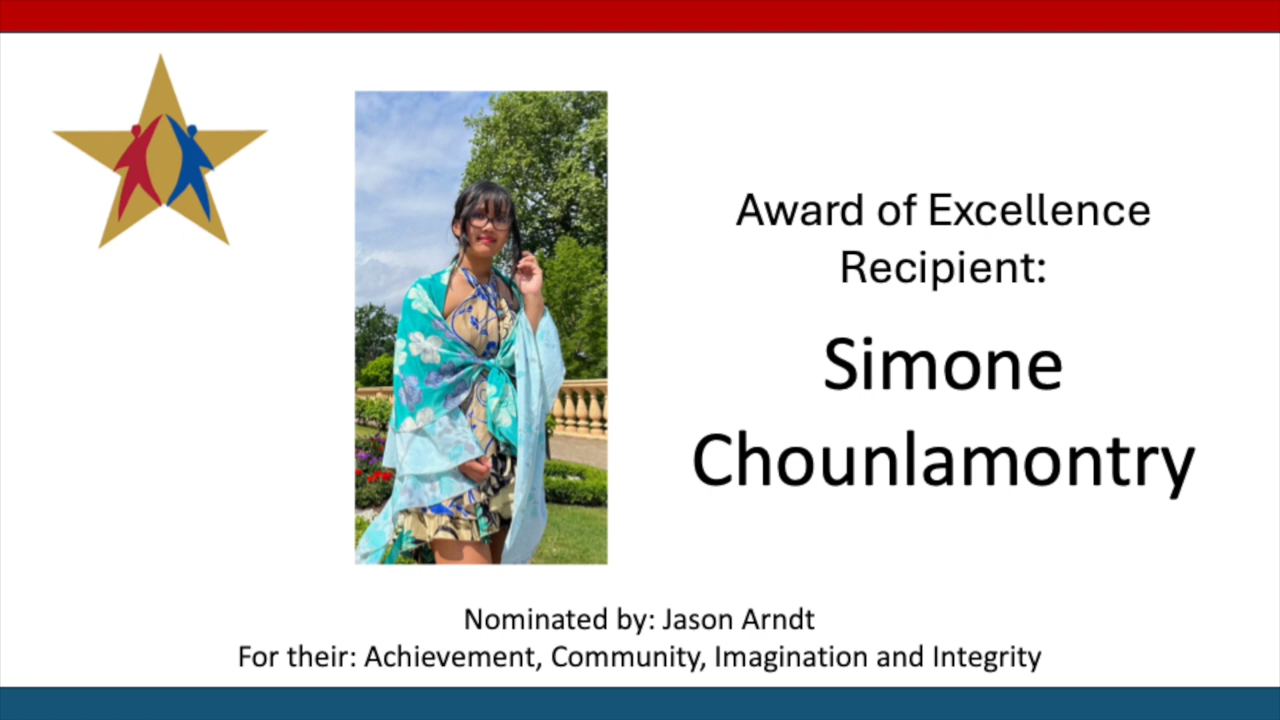 Award of Excellence
Recipient:
Simone
Chounlamontry
Nominated by: Jason Arndt
For their: Achievement, Community, Imagination and Integrity